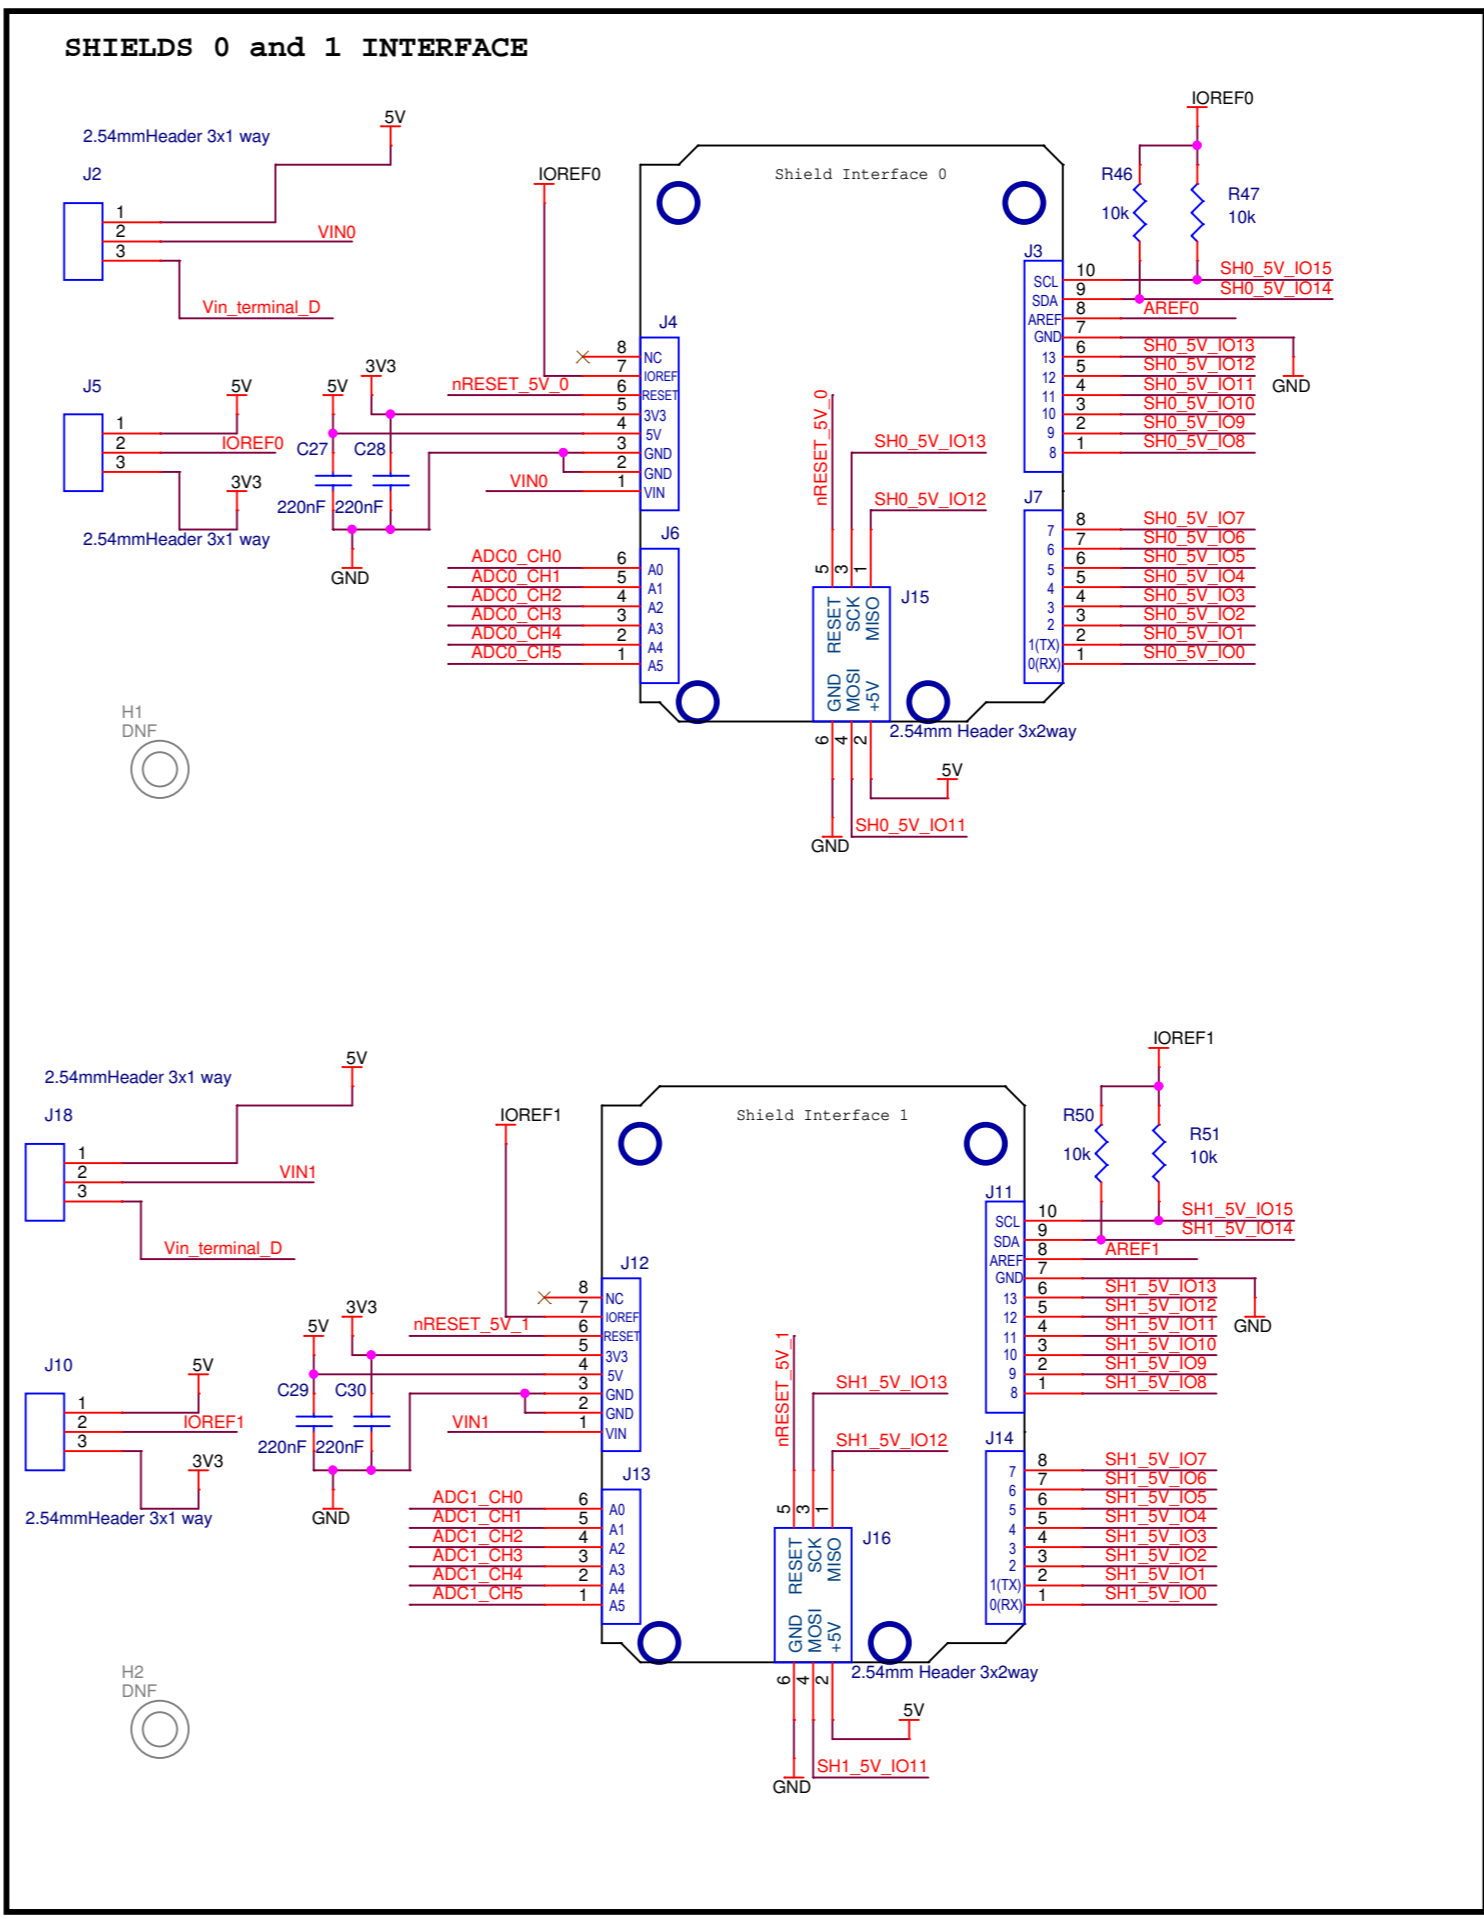 SHIELDS 0 and 1 INTERFACE
2.54mmHeader 3x1 way
5V
J2
1
2
3
VIN0
Vin_terminal_D
J5
5V
1
2
3
IOREF0
3V3
2.54mmHeader 3x1 way
IOREF0
Shield Interface 0
J4
8 NC
7 IOREF
nRESET_5V_0 6 RESET
3V3 5 3V3
5V 4 5V
3 GND
2 GND
VIN0 1 VIN
C27 C28
220nF 220nF
GND
J6
ADC0_CH0 6 A0
ADC0_CH1 5 A1
ADC0_CH2 4 A2
ADC0_CH3 3 A3
ADC0_CH4 2 A4
ADC0_CH5 1 A5
IOREF0
R46
10k
R47
10k
J3
SCL 10 SH0_5V_IO15
SDA 9 SH0_5V_IO14
AREF 8 AREF0
GND 7
13 6 SH0_5V_IO13
12 5 SH0_5V_IO12
11 4 SH0_5V_IO11
10 3 SH0_5V_IO10
9 2 SH0_5V_IO9
8 1 SH0_5V_IO8
GND
J7
7 8 SH0_5V_IO7
6 7 SH0_5V_IO6
5 6 SH0_5V_IO5
4 5 SH0_5V_IO4
3 4 SH0_5V_IO3
2 3 SH0_5V_IO2
1(TX) 2 SH0_5V_IO1
0(RX) 1 SH0_5V_IO0
nRESET_5V_0
SH0_5V_IO13
SH0_5V_IO12
5 3 1
J15
RESET SCK MISO
GND MOSI +5V
6 4 2
2.54mm Header 3x2way
5V
SH0_5V_IO11
GND
H1
DNF
2.54mmHeader 3x1 way
5V
J18
1
2
3
VIN1
Vin_terminal_D
J10
5V
1
2
3
IOREF1
3V3
2.54mmHeader 3x1 way
IOREF1
Shield Interface 1
J12
8 NC
7 IOREF
nRESET_5V_1 6 RESET
3V3 5 3V3
5V 4 5V
3 GND
2 GND
VIN1 1 VIN
C29 C30
220nF 220nF
GND
J13
ADC1_CH0 6 A0
ADC1_CH1 5 A1
ADC1_CH2 4 A2
ADC1_CH3 3 A3
ADC1_CH4 2 A4
ADC1_CH5 1 A5
IOREF1
R50
10k
R51
10k
J11
SCL 10 SH1_5V_IO15
SDA 9 SH1_5V_IO14
AREF 8 AREF1
GND 7
13 6 SH1_5V_IO13
12 5 SH1_5V_IO12
11 4 SH1_5V_IO11
10 3 SH1_5V_IO10
9 2 SH1_5V_IO9
8 1 SH1_5V_IO8
GND
J14
7 8 SH1_5V_IO7
6 7 SH1_5V_IO6
5 6 SH1_5V_IO5
4 5 SH1_5V_IO4
3 4 SH1_5V_IO3
2 3 SH1_5V_IO2
1(TX) 2 SH1_5V_IO1
0(RX) 1 SH1_5V_IO0
nRESET_5V_1
SH1_5V_IO13
SH1_5V_IO12
5 3 1
J16
RESET SCK MISO
GND MOSI +5V
6 4 2
2.54mm Header 3x2way
5V
SH1_5V_IO11
GND
H2
DNF